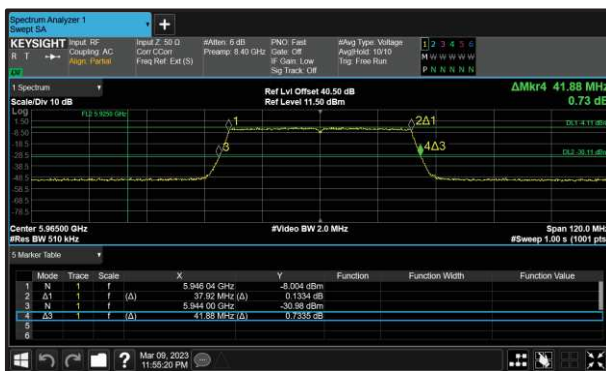 Spectrum Analyzer 1
Swept SA
+
KEYSIGHT Input: RF Input Z: 50 Ω #Atten: 6 dB PNO: Fast #Avg Type: Voltage 1 2 3 4 5 6
R T Coupling: AC Corr CCorr Preamp: 8.40 GHz Gate: Off Avg|Hold: 10/10 M W W W W W
Align: Partial Freq Ref: Ext (S) IF Gain: Low Trig: Free Run P N N N N N
Sig Track: Off
1 Spectrum Ref Lvl Offset 40.50 dB ΔMkr4 41.88 MHz
Scale/Div 10 dB Ref Level 11.50 dBm 0.73 dB
Log
1.50 FL2 5.9250 GHz 1 2Δ1 DL1 -4.11 dBm
-8.50
-18.5 3 4Δ3
-28.5 DL2 -30.11 dBm
-38.5
-48.5
-58.5
-68.5
-78.5
Center 5.96500 GHz #Video BW 2.0 MHz Span 120.0 MHz
#Res BW 510 kHz #Sweep 1.00 s (1001 pts)
5 Marker Table
Mode Trace Scale X Y Function Function Width Function Value
1 N 1 f 5.946 04 GHz -8.004 dBm
2 Δ1 1 f (Δ) 37.92 MHz (Δ) 0.1334 dB
3 N 1 f 5.944 00 GHz -30.98 dBm
4 Δ3 1 f (Δ) 41.88 MHz (Δ) 0.7335 dB
5
6
? Mar 09, 2023
11:55:20 PM